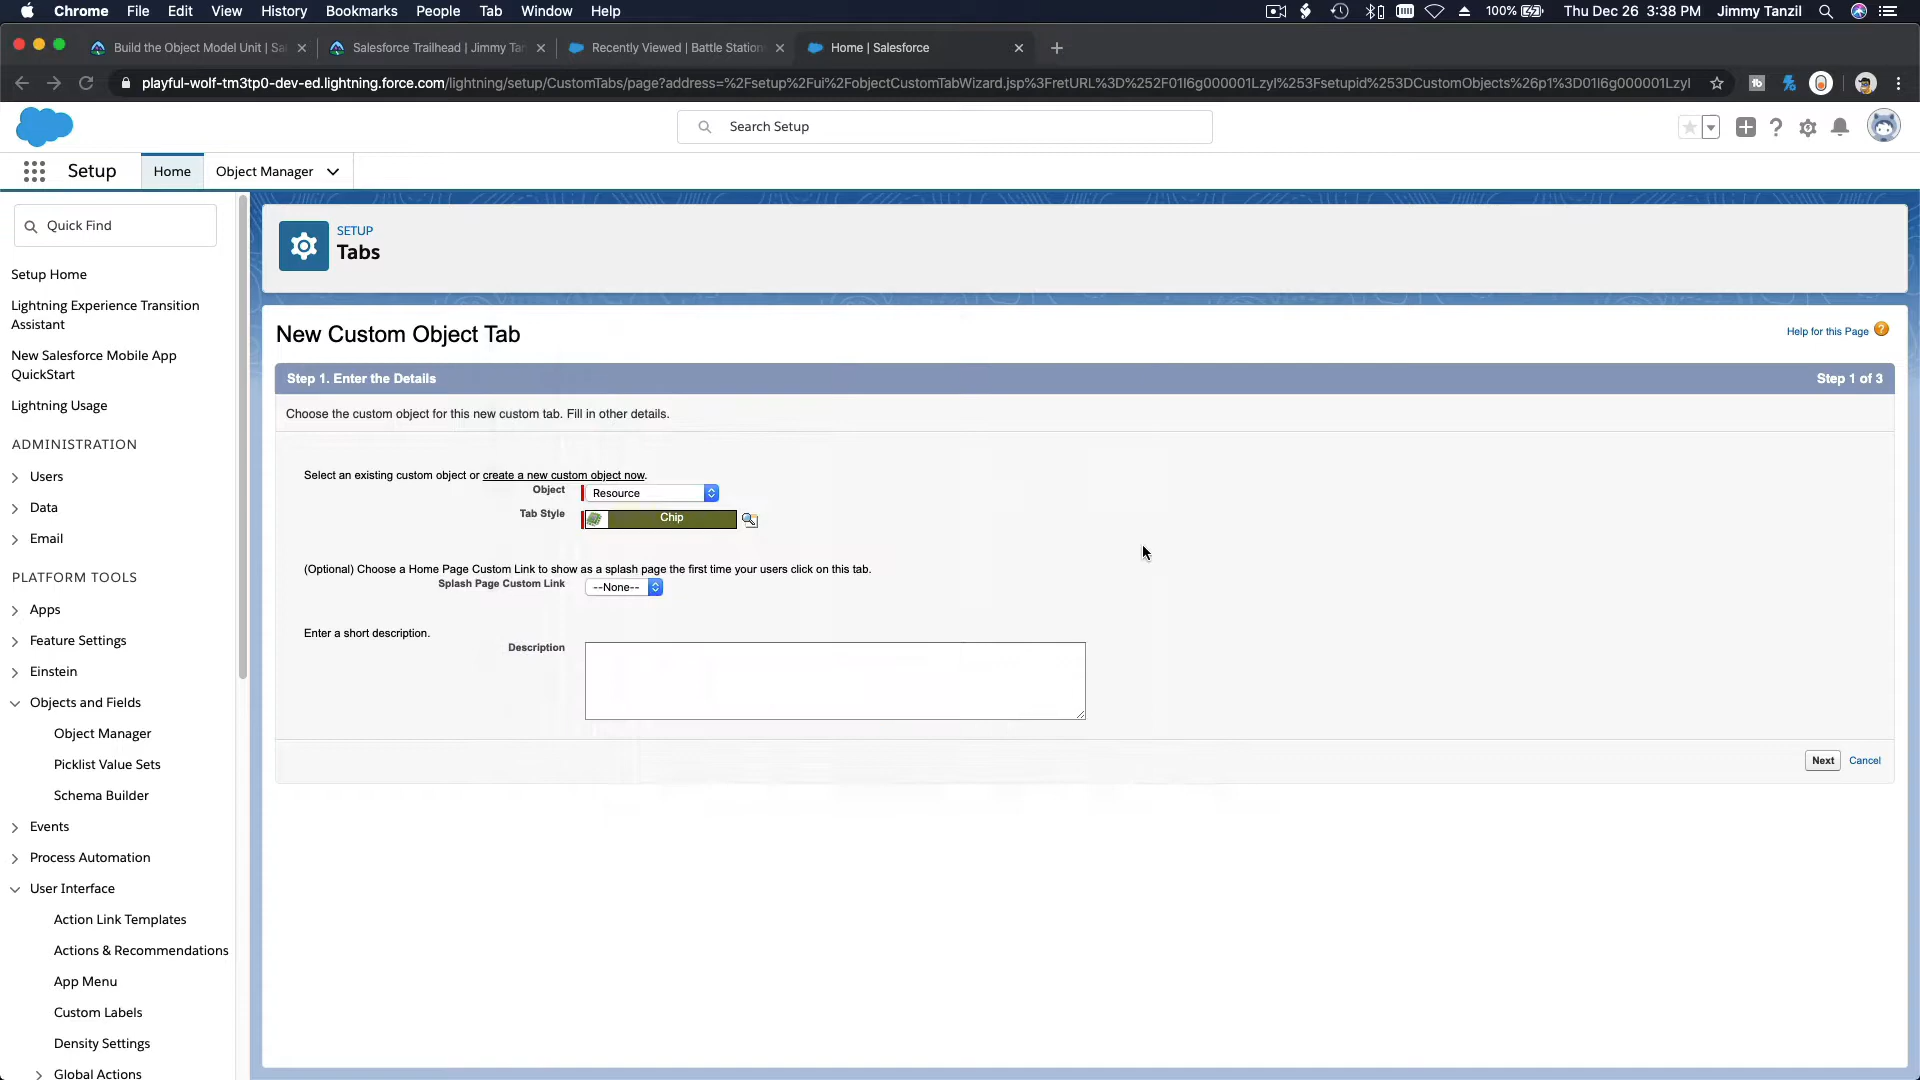 Chrome File Edit View History Bookmarks People Tab Window Help 100% Thu Dec 26 3:38 PM Jimmy Tanzil
Build the Object Model Unit | Sa Salesforce Trailhead | Jimmy Tan Recently Viewed | Battle Station Home | Salesforce
playful-wolf-tm3tp0-dev-ed.lightning.force.com/lightning/setup/CustomTabs/page?address=%2Fsetup%2Fui%2FobjectCustomTabWizard.jsp%3FretURL%3D%252F01I6g000001LzyI%253Fsetupid%253DCustomObjects%26p1%3D01I6g000001LzyI
Search Setup
Setup Home Object Manager
Quick Find
Setup Home
Lightning Experience Transition
Assistant
New Salesforce Mobile App
QuickStart
Lightning Usage
ADMINISTRATION
Users
Data
Email
PLATFORM TOOLS
Apps
Feature Settings
Einstein
Objects and Fields
Object Manager
Picklist Value Sets
Schema Builder
Events
Process Automation
User Interface
Action Link Templates
Actions & Recommendations
App Menu
Custom Labels
Density Settings
Global Actions
SETUP
Tabs
New Custom Object Tab
Help for this Page ?
Step 1. Enter the Details Step 1 of 3
Choose the custom object for this new custom tab. Fill in other details.
Select an existing custom object or create a new custom object now.
Object Resource
Tab Style Chip
(Optional) Choose a Home Page Custom Link to show as a splash page the first time your users click on this tab.
Splash Page Custom Link --None--
Enter a short description.
Description
Next Cancel